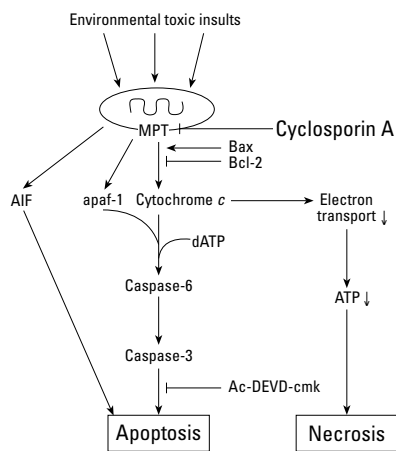 Environmental toxic insults
MPT
Cyclosporin A
Bax
Bcl-2
AIF
apaf-1
Cytochrome c
Electron
transport ↓
dATP
Caspase-6
ATP ↓
Caspase-3
Ac-DEVD-cmk
Apoptosis
Necrosis